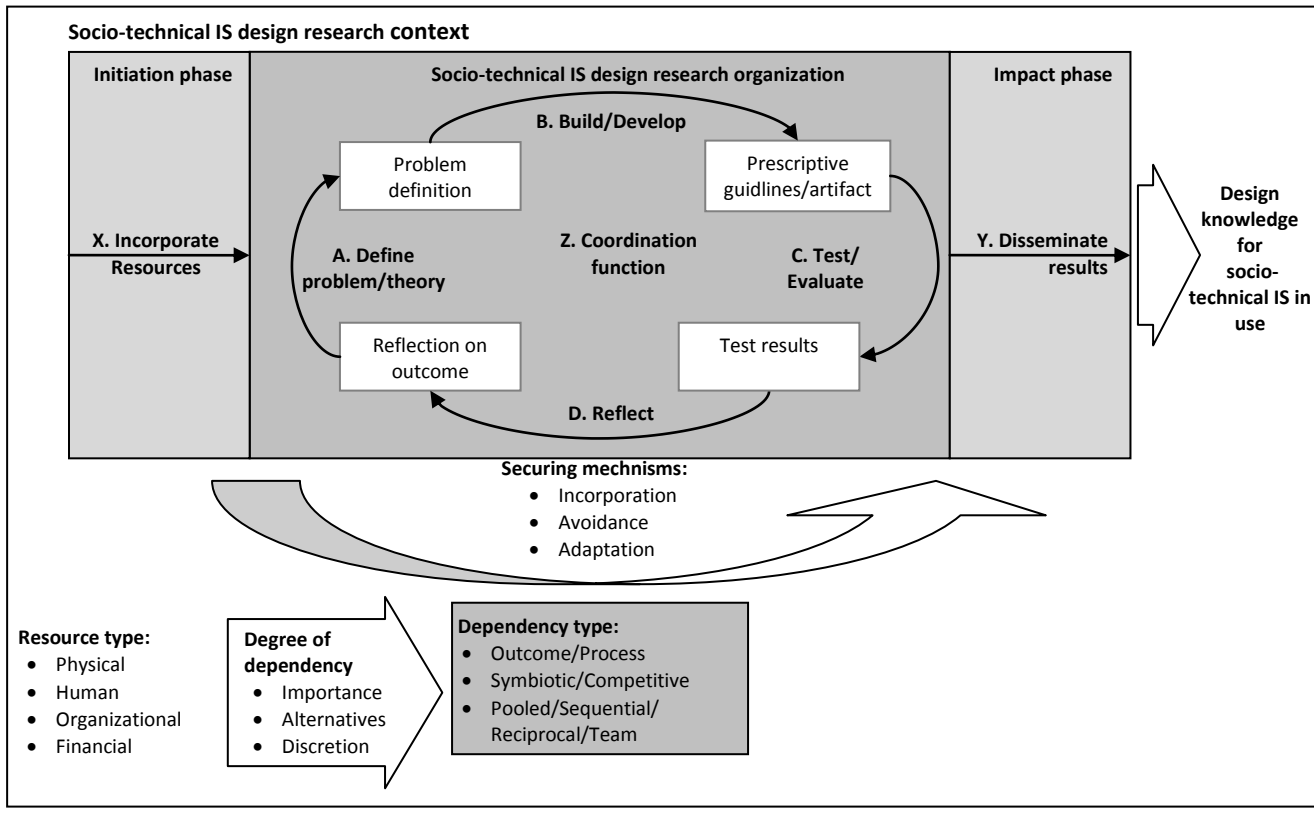 Socio-technical IS design research context
Initiation phase
Socio-technical IS design research organization
Impact phase
B. Build/Develop
Problem
definition
Prescriptive
guidlines/artifact
X. Incorporate
Resources
A. Define
problem/theory
Z. Coordination
function
C. Test/
Evaluate
Y. Disseminate
results
Design
knowledge
for
socio-
technical IS in
use
Reflection on
outcome
Test results
D. Reflect
Securing mechnisms:
• Incorporation
• Avoidance
• Adaptation
Resource type:
• Physical
• Human
• Organizational
• Financial
Degree of
dependency
• Importance
• Alternatives
• Discretion
Dependency type:
• Outcome/Process
• Symbiotic/Competitive
• Pooled/Sequential/
Reciprocal/Team